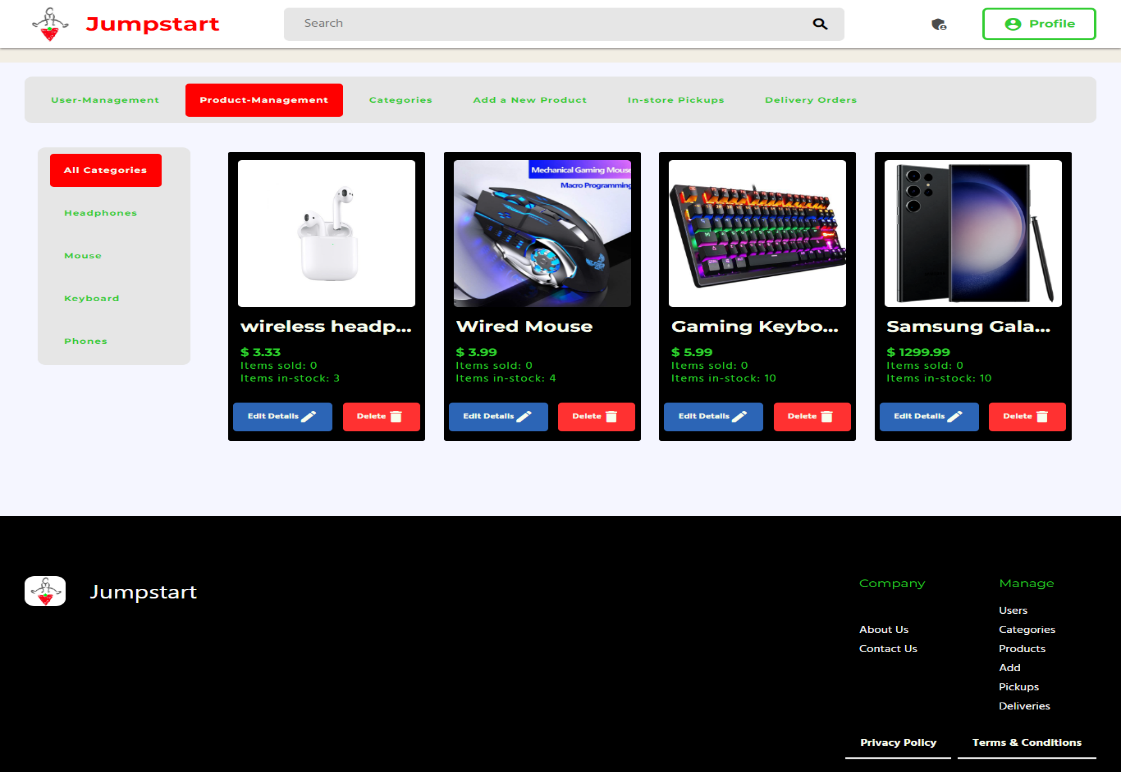 Jumpstart
Search
Profile
User-Management
Product-Management
Categories
Add a New Product
In-store Pickups
Delivery Orders
All Categories
Headphones
Mouse
Keyboard
Phones
wireless headp...
$ 3.33
Items sold: 0
Items in-stock: 3
Edit Details
Delete
Mechanical Gaming Mouse
Macro Programming
Wired Mouse
$ 3.99
Items sold: 0
Items in-stock: 4
Edit Details
Delete
Gaming Keybo...
$ 5.99
Items sold: 0
Items in-stock: 10
Edit Details
Delete
Samsung Gala...
$ 1299.99
Items sold: 0
Items in-stock: 10
Edit Details
Delete
Jumpstart
Company
About Us
Contact Us
Manage
Users
Categories
Products
Add
Pickups
Deliveries
Privacy Policy
Terms & Conditions